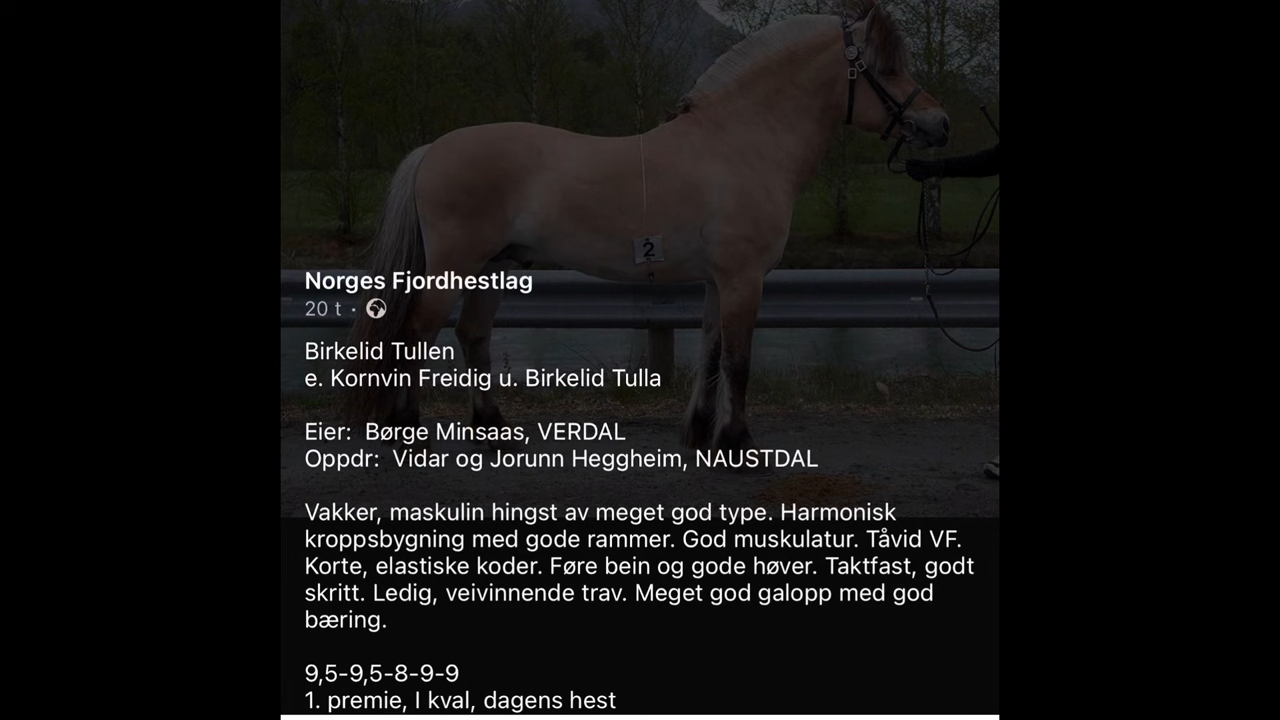 2
Norges Fjordhestlag
20 t ·
Birkelid Tullen
e. Kornvin Freidig u. Birkelid Tulla
Eier: Børge Minsaas, VERDAL
Oppdr: Vidar og Jorunn Heggheim, NAUSTDAL
Vakker, maskulin hingst av meget god type. Harmonisk
kroppsbygning med gode rammer. God muskulatur. Tåvid VF.
Korte, elastiske koder. Føre bein og gode høver. Taktfast, godt
skritt. Ledig, veivinnende trav. Meget god galopp med god
bæring.
9,5-9,5-8-9-9
1. premie, I kval, dagens hest